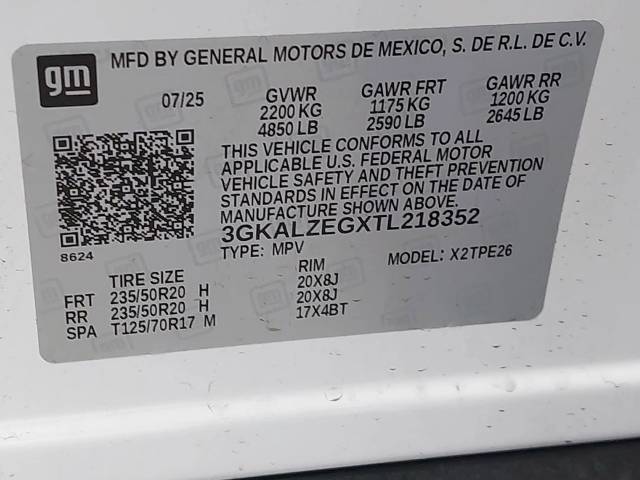 gm
MFD BY GENERAL MOTORS DE MEXICO, S. DE R.L. DE C.V.
07/25 GVWR GAWR FRT GAWR RR
2200 KG 1175 KG 1200 KG
4850 LB 2590 LB 2645 LB
THIS VEHICLE CONFORMS TO ALL
APPLICABLE U.S. FEDERAL MOTOR
VEHICLE SAFETY AND THEFT PREVENTION
STANDARDS IN EFFECT ON THE DATE OF
MANUFACTURE SHOWN ABOVE.
3GKALZEGXTL218352
8624
TYPE: MPV MODEL: X2TPE26
TIRE SIZE RIM
FRT 235/50R20 H 20X8J
RR 235/50R20 H 20X8J
SPA T125/70R17 M 17X4BT